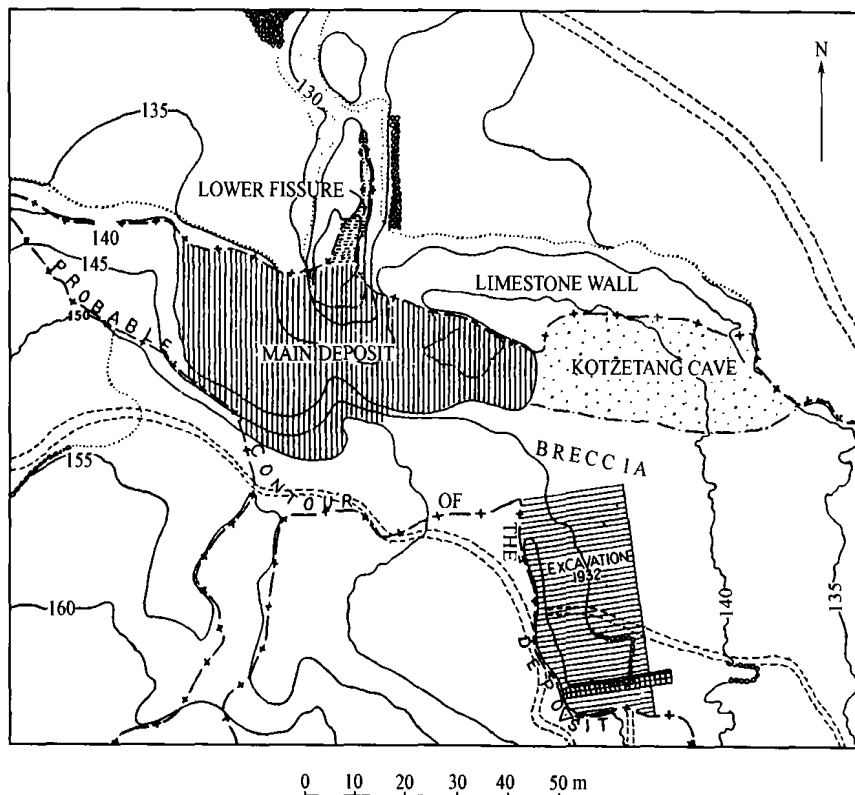 N
130
135
LOWER FISSURE
140
145
LIMESTONE WALL
PROBABLE
150
MAIN DEPOSIT
KOTZETANG CAVE
155
CONTOUR
OF
THE
BRECCIA
EXCAVATION
1932
160
140
135
DEPOSIT
0 10 20 30 40 50 m